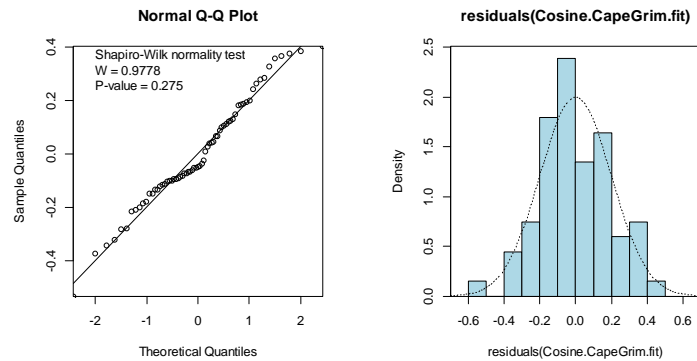 Normal Q-Q Plot
Shapiro-Wilk normality test
W = 0.9778
P-value = 0.275
Sample Quantiles
0.4
0.2
0.0
-0.2
-0.4
-2
-1
0
1
2
Theoretical Quantiles
residuals(Cosine.CapeGrim.fit)
Density
2.5
2.0
1.5
1.0
0.5
0.0
-0.6
-0.4
-0.2
0.0
0.2
0.4
0.6
residuals(Cosine.CapeGrim.fit)